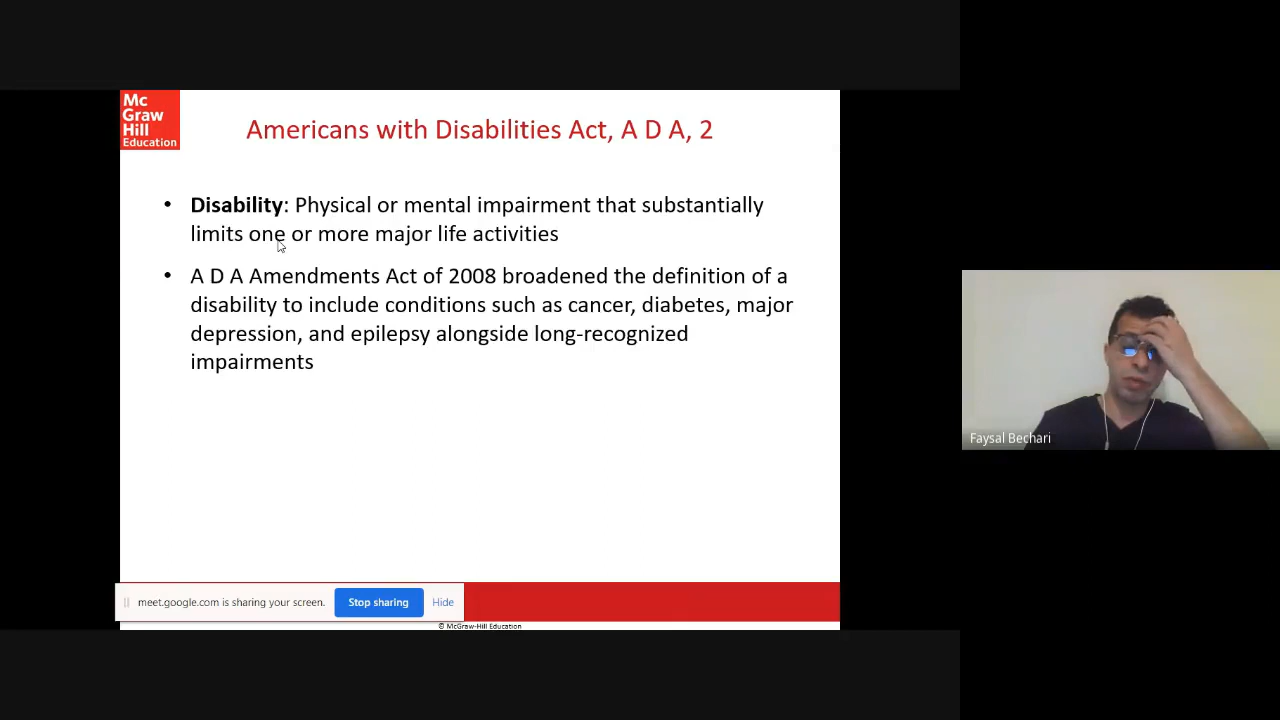 Mc
Graw
Hill
Education
Americans with Disabilities Act, A D A, 2
• Disability: Physical or mental impairment that substantially
limits one or more major life activities
• A D A Amendments Act of 2008 broadened the definition of a
disability to include conditions such as cancer, diabetes, major
depression, and epilepsy alongside long-recognized
impairments
Faysal Bechari
meet.google.com is sharing your screen. Stop sharing Hide
© McGraw-Hill Education